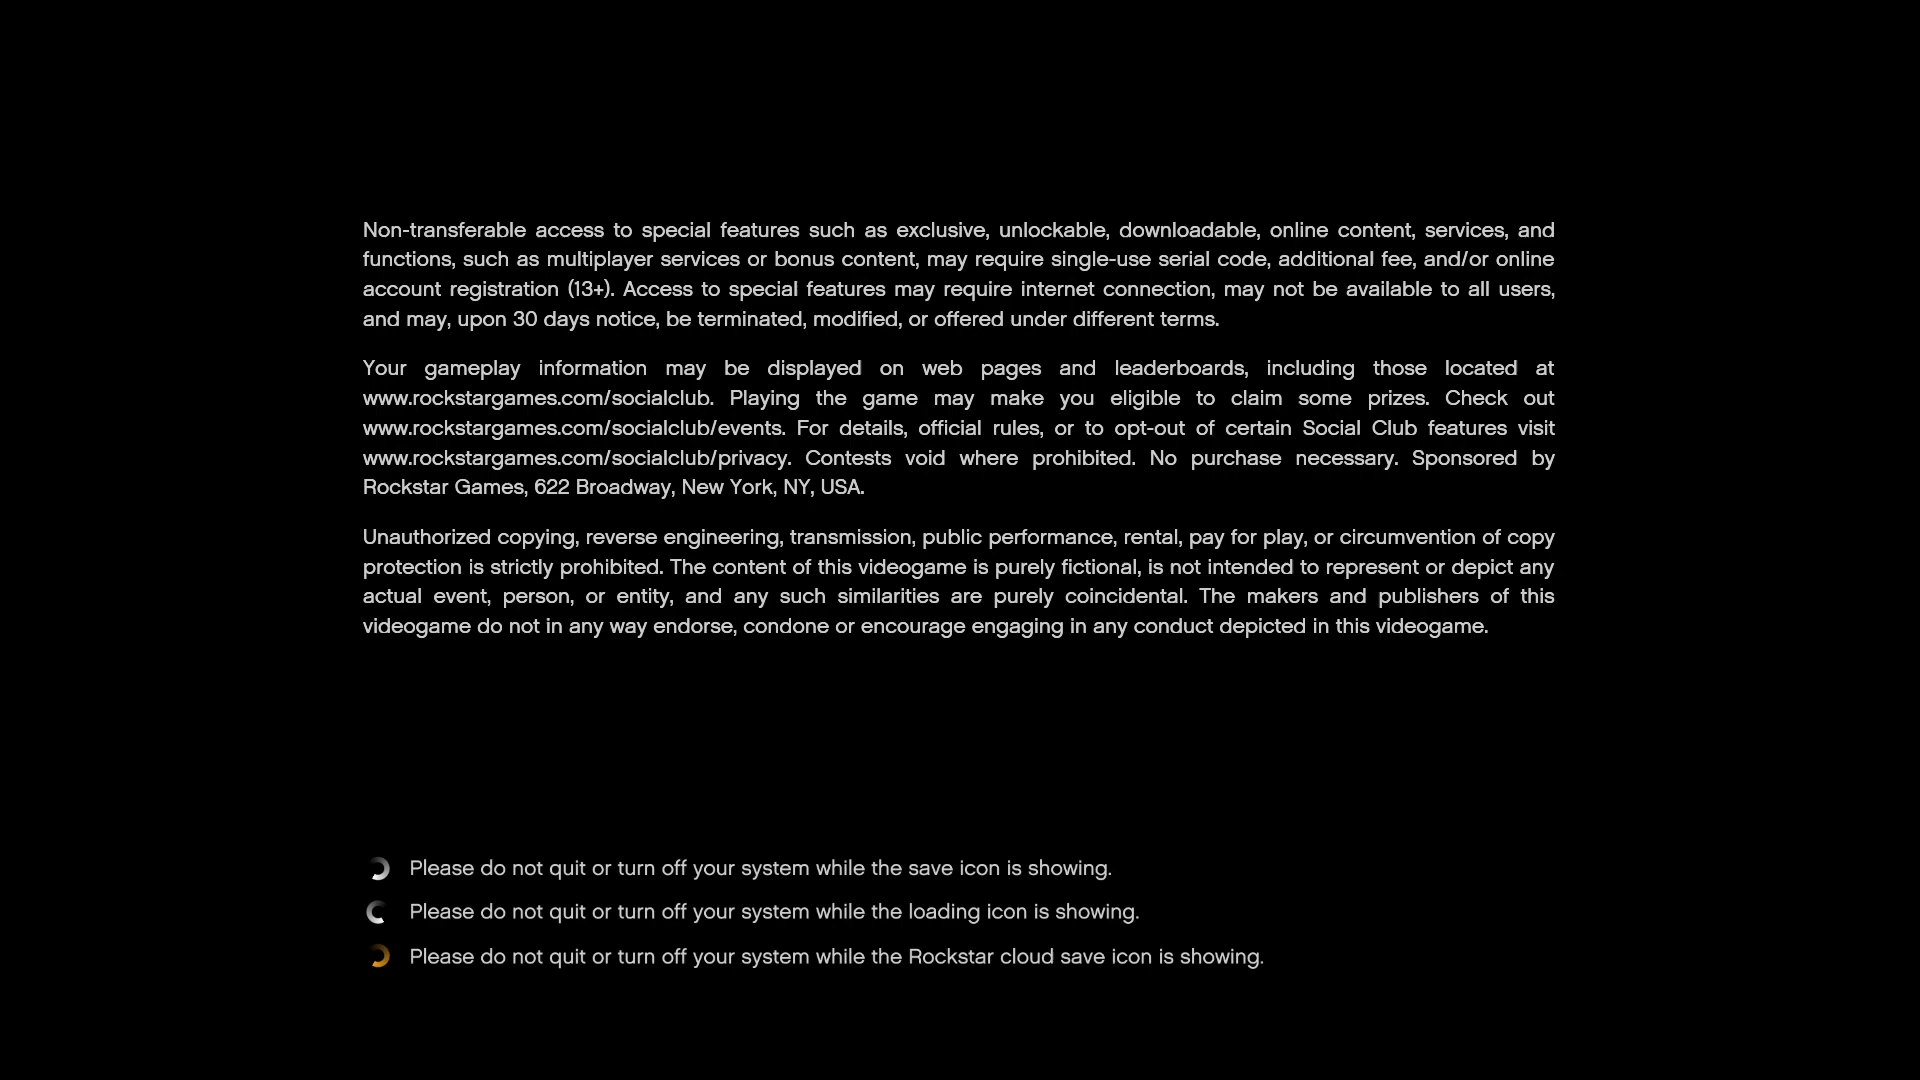 Non-transferable access to special features such as exclusive, unlockable, downloadable, online content, services, and
functions, such as multiplayer services or bonus content, may require single-use serial code, additional fee, and/or online
account registration (13+). Access to special features may require internet connection, may not be available to all users,
and may, upon 30 days notice, be terminated, modified, or offered under different terms.
Your gameplay information may be displayed on web pages and leaderboards, including those located at
www.rockstargames.com/socialclub. Playing the game may make you eligible to claim some prizes. Check out
www.rockstargames.com/socialclub/events. For details, official rules, or to opt-out of certain Social Club features visit
www.rockstargames.com/socialclub/privacy. Contests void where prohibited. No purchase necessary. Sponsored by
Rockstar Games, 622 Broadway, New York, NY, USA.
Unauthorized copying, reverse engineering, transmission, public performance, rental, pay for play, or circumvention of copy
protection is strictly prohibited. The content of this videogame is purely fictional, is not intended to represent or depict any
actual event, person, or entity, and any such similarities are purely coincidental. The makers and publishers of this
videogame do not in any way endorse, condone or encourage engaging in any conduct depicted in this videogame.
Please do not quit or turn off your system while the save icon is showing.
Please do not quit or turn off your system while the loading icon is showing.
Please do not quit or turn off your system while the Rockstar cloud save icon is showing.